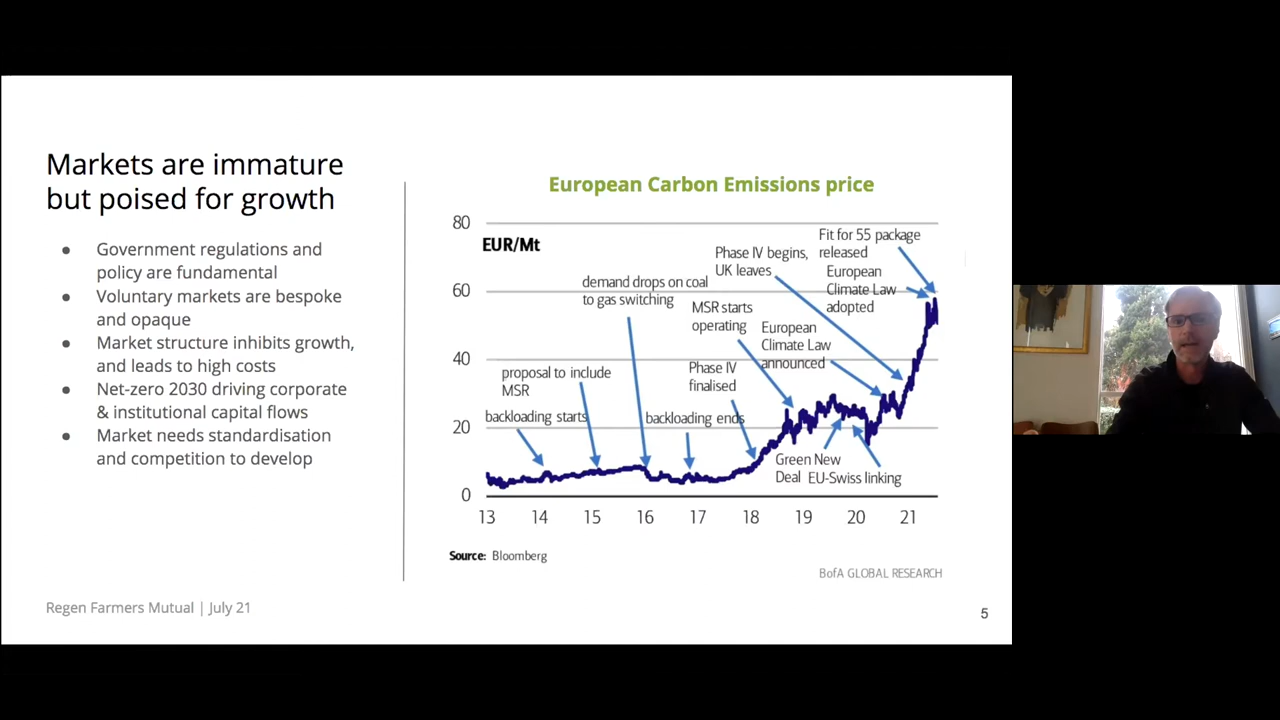 Markets are immature
but poised for growth
● Government regulations and
policy are fundamental
● Voluntary markets are bespoke
and opaque
● Market structure inhibits growth,
and leads to high costs
● Net-zero 2030 driving corporate
& institutional capital flows
● Market needs standardisation
and competition to develop
European Carbon Emissions price
80
60
40
20
0
EUR/Mt
Fit for 55 package
released
Phase IV begins,
UK leaves
European
Climate Law
adopted
demand drops on coal
to gas switching
MSR starts
operating
European
Climate Law
announced
Phase IV
finalised
proposal to include
MSR
backloading starts
backloading ends
Green New
Deal
EU-Swiss linking
13 14 15 16 17 18 19 20 21
Source: Bloomberg
BofA GLOBAL RESEARCH
Regen Farmers Mutual | July 21
5